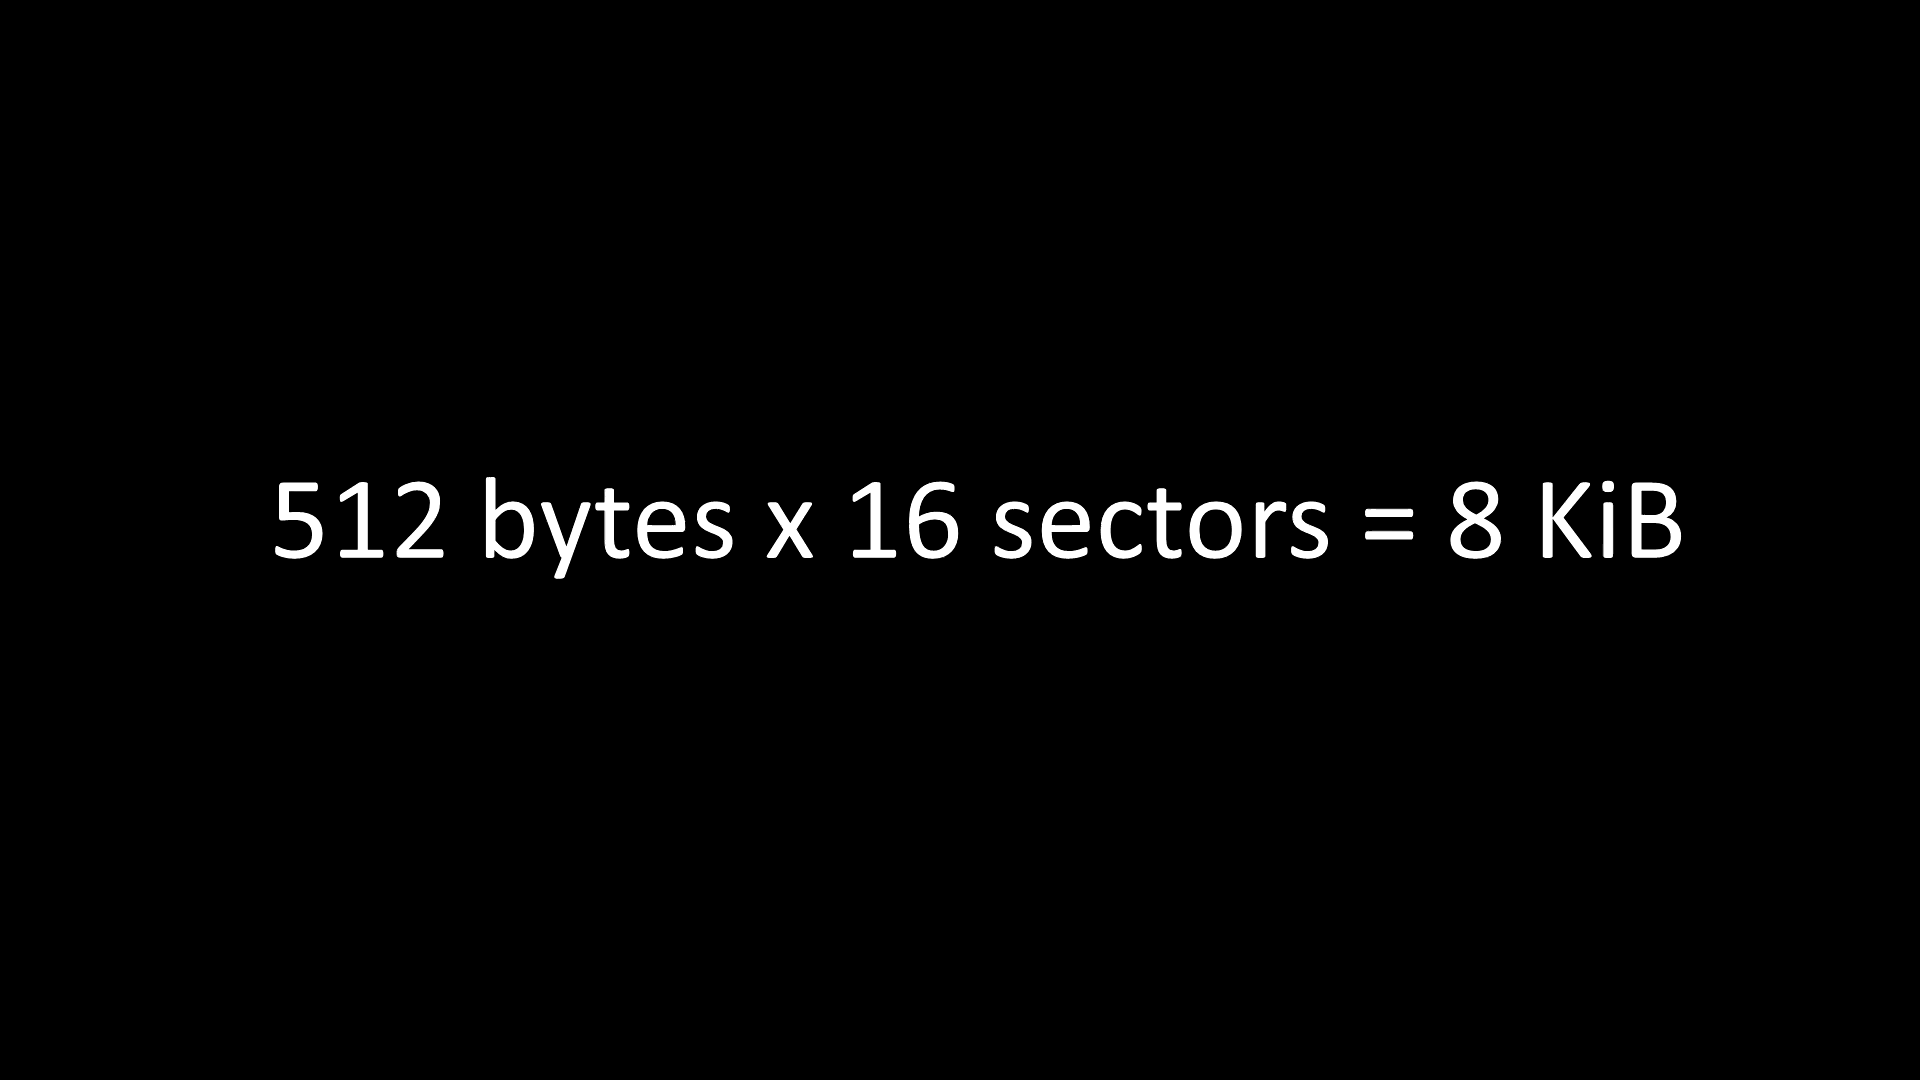 512 bytes x 16 sectors = 8 KiB